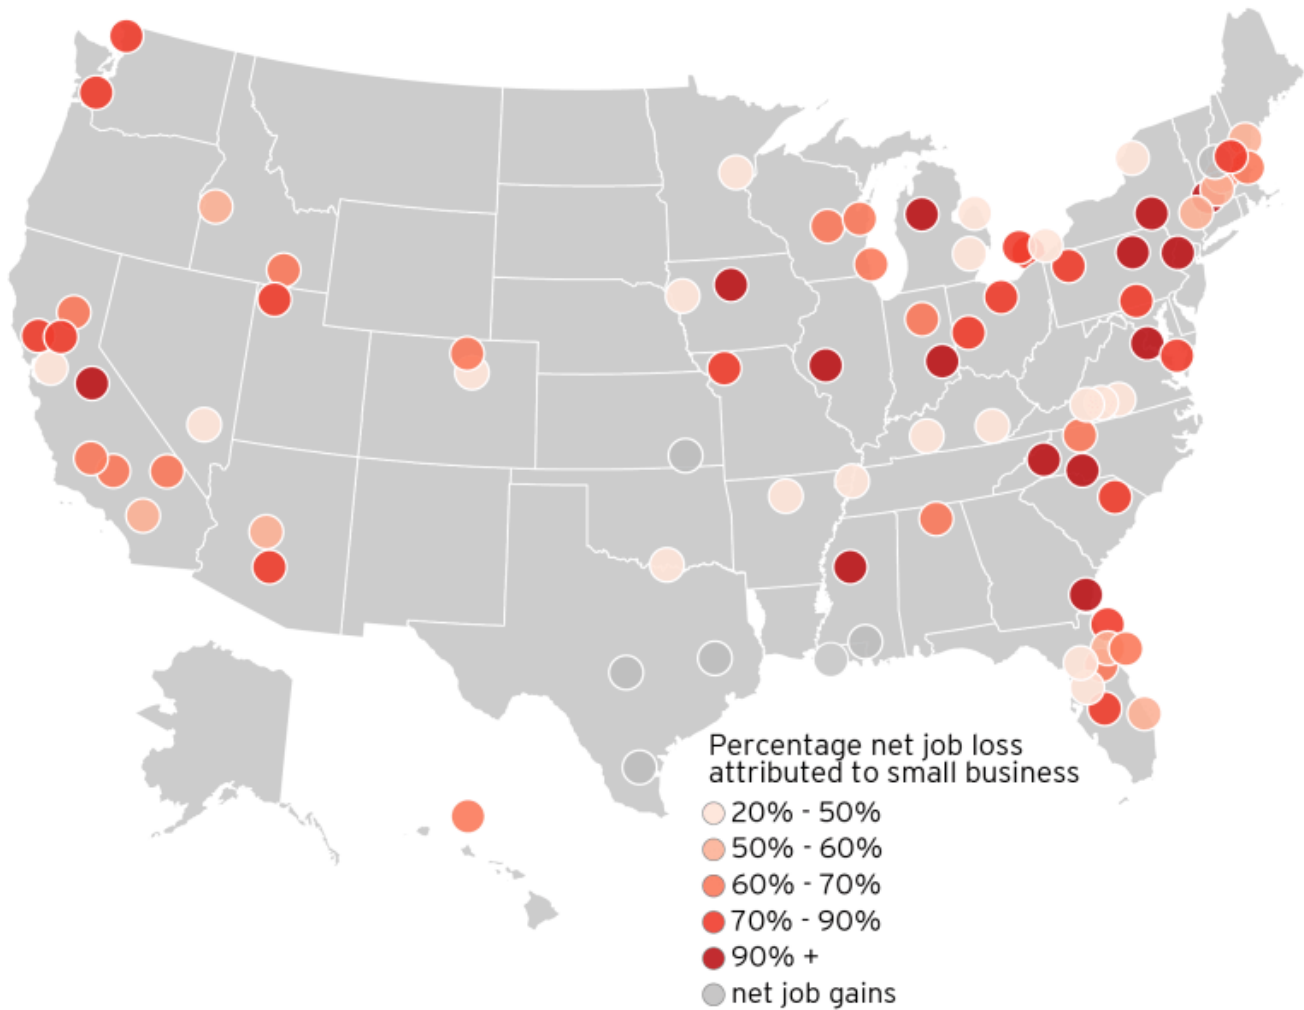 Percentage net job loss
attributed to small business
20% - 50%
50% - 60%
60% - 70%
70% - 90%
90% +
net job gains